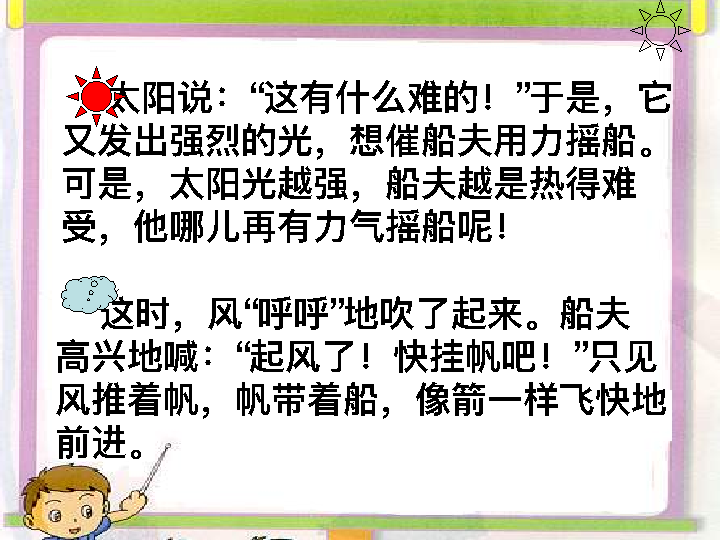 太阳说：“这有什么难的！”于是，它
又发出强烈的光，想催船夫用力摇船。
可是，太阳光越强，船夫越是热得难
受，他哪儿再有力气摇船呢！
这时，风“呼呼”地吹了起来。船夫
高兴地喊：“起风了！快挂帆吧！”只见
风推着帆，帆带着船，像箭一样飞快地
前进。